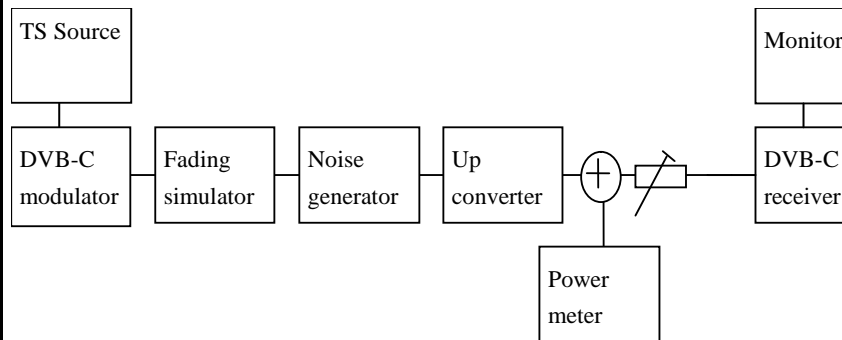 TS Source
Monitor
DVB-C
modulator
Fading
simulator
Noise
generator
Up
converter
DVB-C
receiver
Power
meter